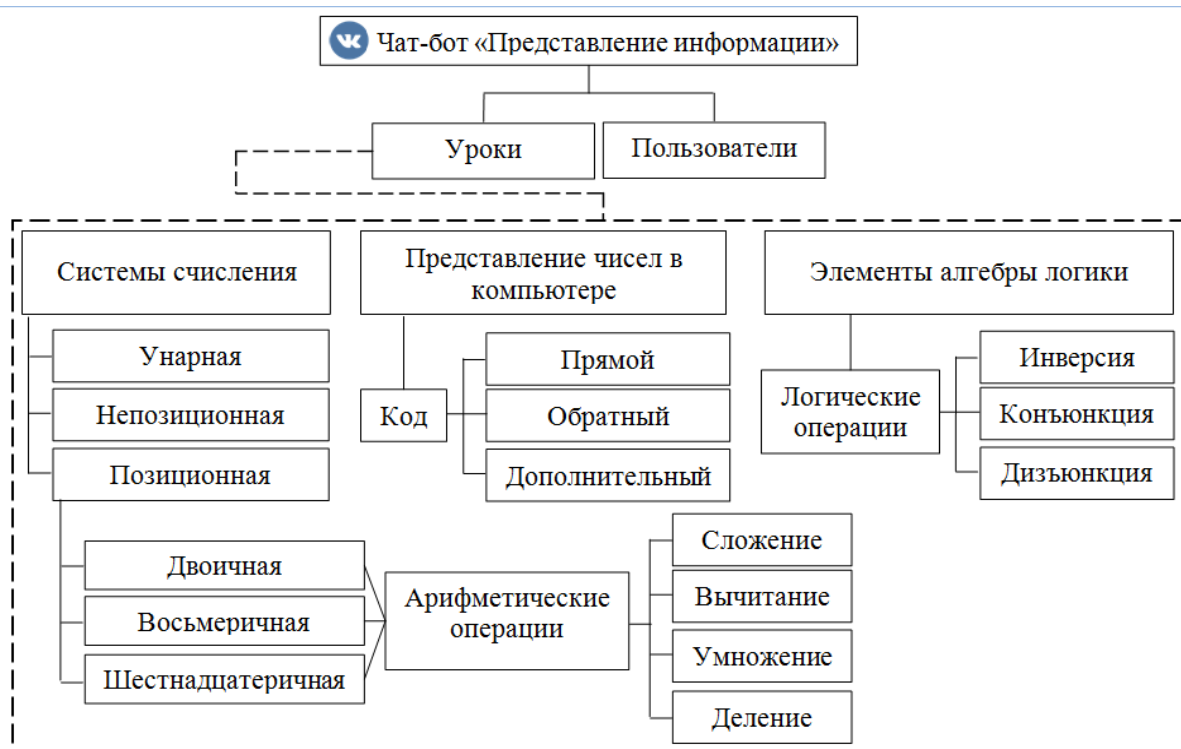 Чат-бот «Представление информации»
Уроки
Пользователи
Системы счисления
Унарная
Непозиционная
Позиционная
Двоичная
Восьмеричная
Шестнадцатеричная
Арифметические
операции
Сложение
Вычитание
Умножение
Деление
Представление чисел в
компьютере
Код
Прямой
Обратный
Дополнительный
Элементы алгебры логики
Логические
операции
Инверсия
Конъюнкция
Дизъюнкция